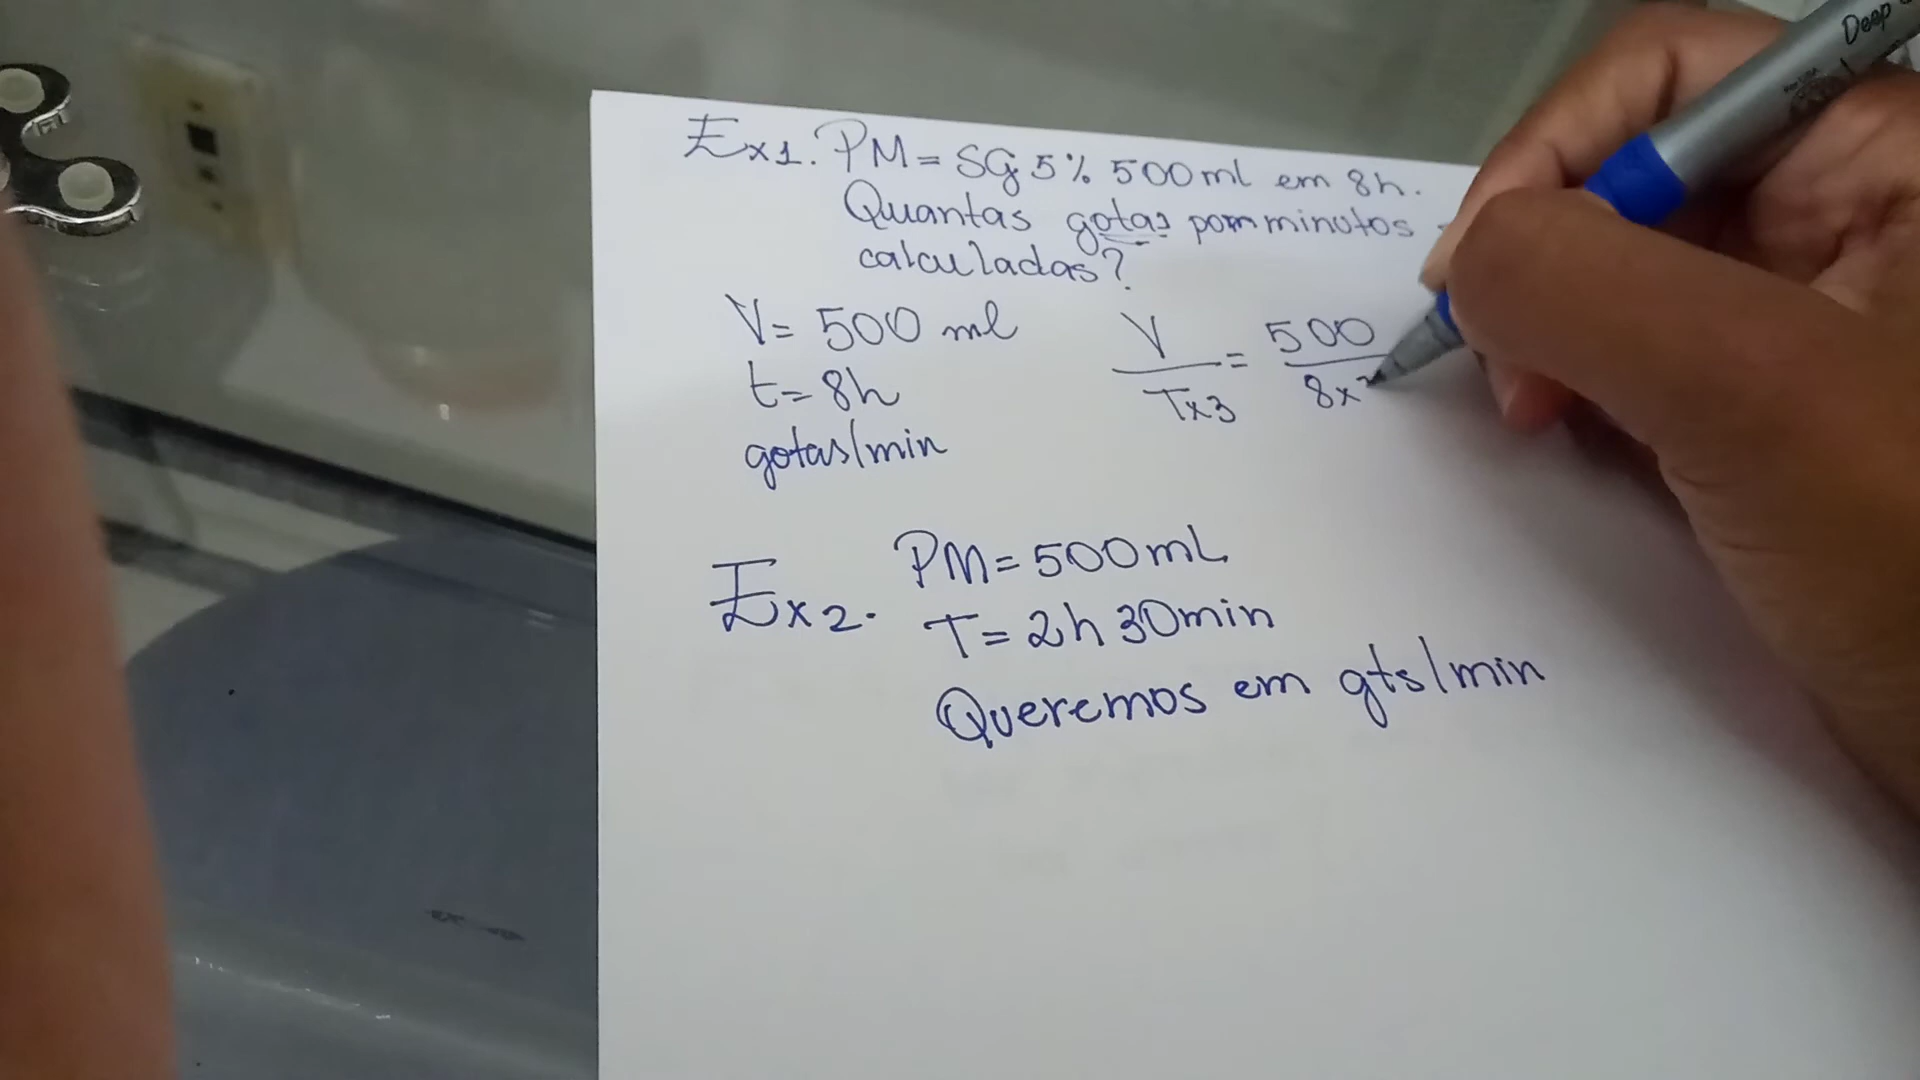 Ex1. PM = SG 5% 500ml em 8h.
Quantas gotas por minutos
calculadas?
V= 500 ml
t= 8h
gotas/min
V
Tx3
=
500
8x
Ex2. PM = 500mL
T= 2h 30min
Queremos em gts/min
Deep